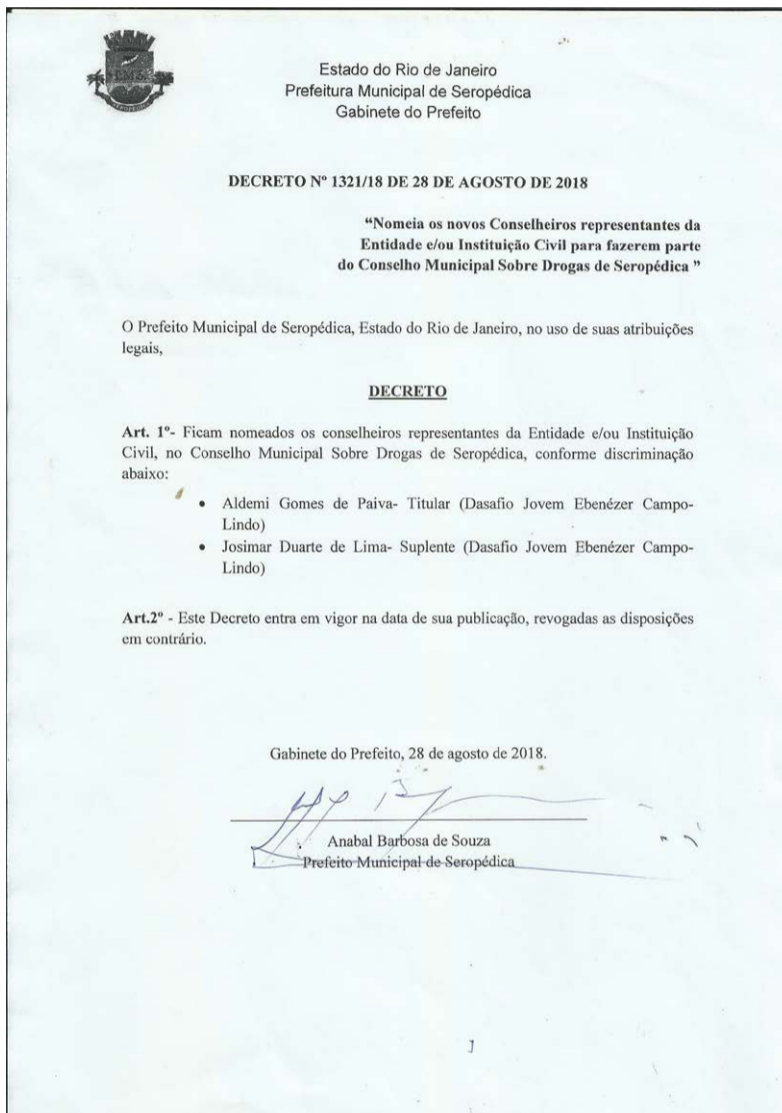 Estado do Rio de Janeiro
Prefeitura Municipal de Seropédica
Gabinete do Prefeito
DECRETO Nº 1321/18 DE 28 DE AGOSTO DE 2018
“Nomeia os novos Conselheiros representantes da
Entidade e/ou Instituição Civil para fazerem parte
do Conselho Municipal Sobre Drogas de Seropédica ”
O Prefeito Municipal de Seropédica, Estado do Rio de Janeiro, no uso de suas atribuições
legais,
DECRETO
Art. 1º- Ficam nomeados os conselheiros representantes da Entidade e/ou Instituição
Civil, no Conselho Municipal Sobre Drogas de Seropédica, conforme discriminação
abaixo:
• Aldemi Gomes de Paiva- Titular (Dasafio Jovem Ebenézer Campo-
Lindo)
• Josimar Duarte de Lima- Suplente (Dasafio Jovem Ebenézer Campo-
Lindo)
Art.2º - Este Decreto entra em vigor na data de sua publicação, revogadas as disposições
em contrário.
Gabinete do Prefeito, 28 de agosto de 2018.
Anabal Barbosa de Souza
Prefeito Municipal de Seropédica